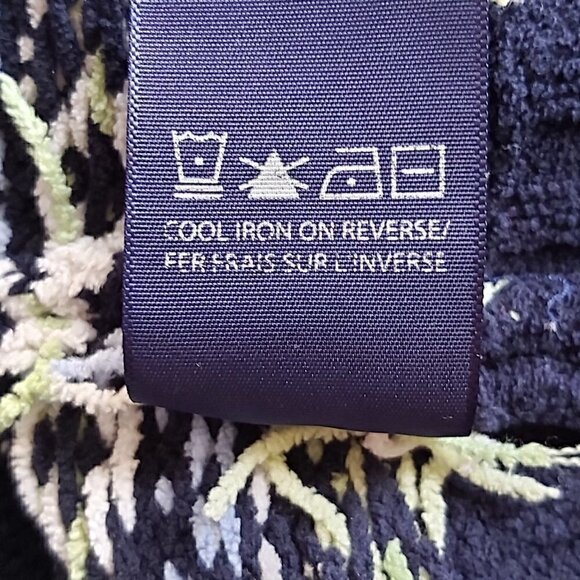 COOL IRON ON REVERSE/
FER FRAIS SUR L'INVERSE